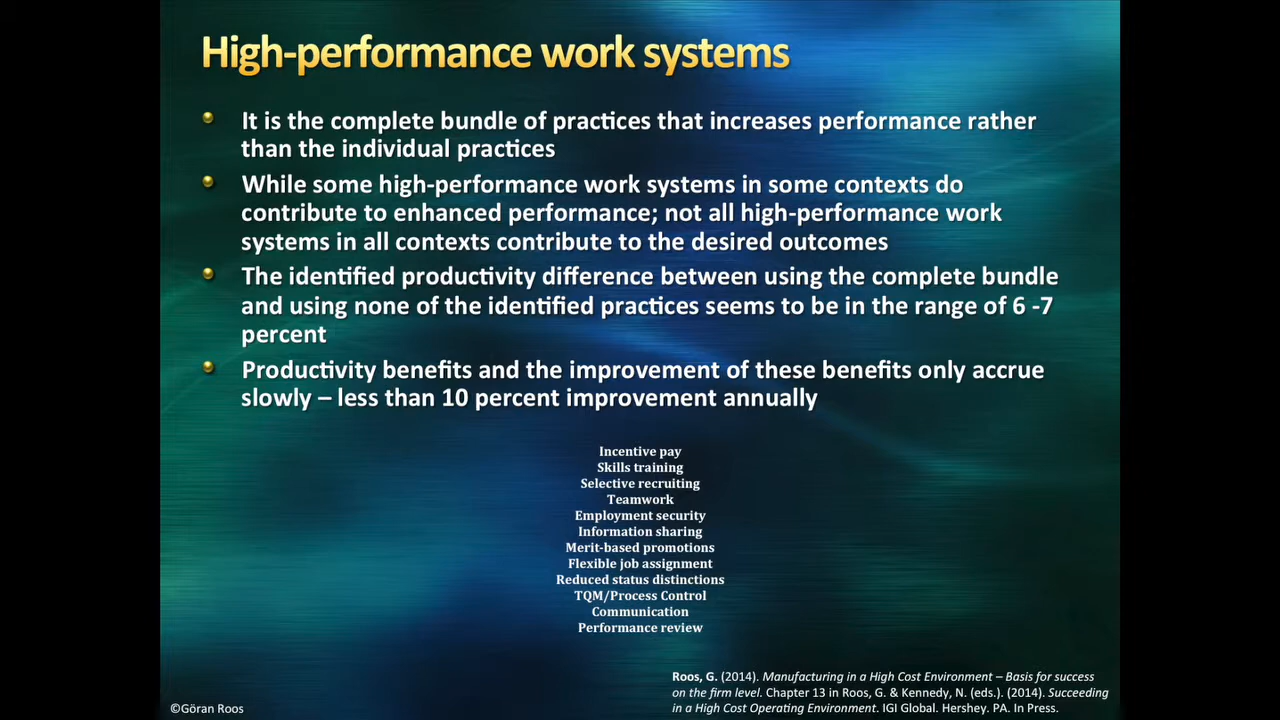 High-performance work systems
It is the complete bundle of practices that increases performance rather
than the individual practices
While some high-performance work systems in some contexts do
contribute to enhanced performance; not all high-performance work
systems in all contexts contribute to the desired outcomes
The identified productivity difference between using the complete bundle
and using none of the identified practices seems to be in the range of 6 -7
percent
Productivity benefits and the improvement of these benefits only accrue
slowly – less than 10 percent improvement annually
Incentive pay
Skills training
Selective recruiting
Teamwork
Employment security
Information sharing
Merit-based promotions
Flexible job assignment
Reduced status distinctions
TQM/Process Control
Communication
Performance review
Roos, G. (2014). Manufacturing in a High Cost Environment – Basis for success
on the firm level. Chapter 13 in Roos, G. & Kennedy, N. (eds.). (2014). Succeeding
in a High Cost Operating Environment. IGI Global. Hershey. PA. In Press.
©Göran Roos